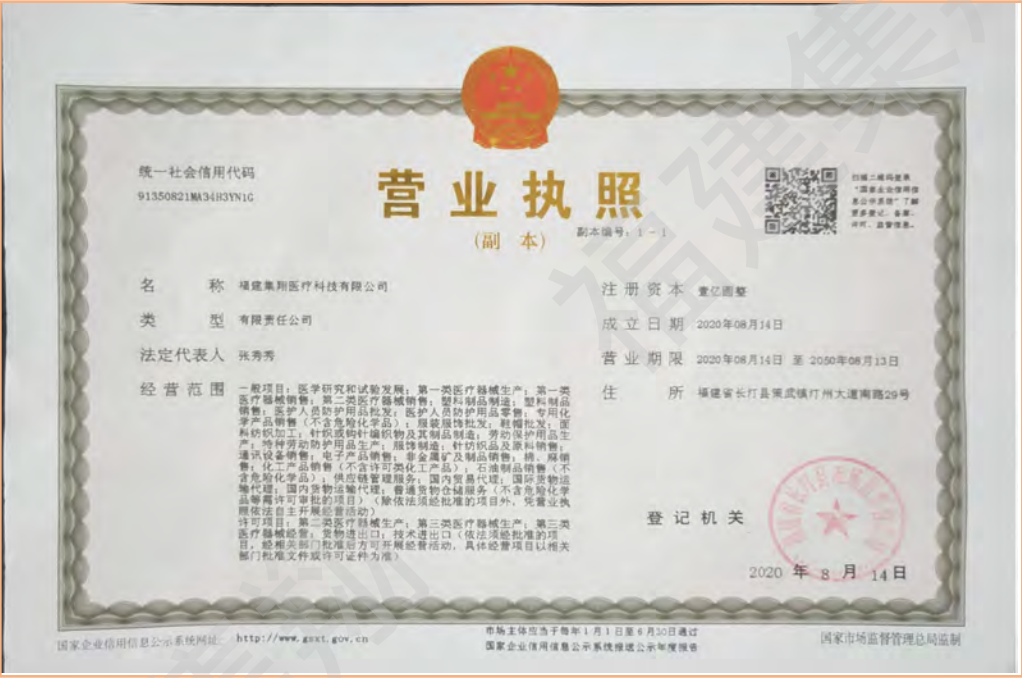 统一社会信用代码
91350821MA34H3YN1G
营业执照
(副 本)
副本编号：1-1
扫描二维码登录
“国家企业信用信
息公示系统”了解
更多登记、备案、
许可、监管信息。
名 称 福建集翔医疗科技有限公司
类 型 有限责任公司
法定代表人 张秀秀
经营范围 一般项目：医学研究和试验发展；第一类医疗器械生产；第一类
医疗器械销售；第二类医疗器械销售；塑料制品制造；塑料制品
销售；医护人员防护用品批发；医护人员防护用品零售；专用化
学产品销售（不含危险化学品）；服装服饰批发；鞋帽批发；面
料纺织加工；针织或钩针编织物及其制品制造；劳动保护用品生
产；特种劳动防护用品生产；服饰制造；针纺织品及原料销售；
通讯设备销售；电子产品销售；非金属矿及制品销售；棉、麻销
售；化工产品销售（不含许可类化工产品）；石油制品销售（不
含危险化学品）；供应链管理服务；国内贸易代理；国际货物运
输代理；国内货物运输代理；普通货物仓储服务（不含危险化学
品等需许可审批的项目）（除依法须经批准的项目外，凭营业执
照依法自主开展经营活动）
许可项目：第二类医疗器械生产；第三类医疗器械生产；第三类
医疗器械经营；货物进出口；技术进出口（依法须经批准的项
目，经相关部门批准后方可开展经营活动，具体经营项目以相关
部门批准文件或许可证件为准）
注册资本 壹亿圆整
成立日期 2020年08月14日
营业期限 2020年08月14日 至 2050年08月13日
住 所 福建省长汀县策武镇汀州大道南路29号
登记机关
2020 年 8 月 14 日
国家企业信用信息公示系统网址： http://www.gsxt.gov.cn
市场主体应当于每年1月1日至6月30日通过
国家企业信用信息公示系统报送公示年度报告
国家市场监督管理总局监制
福建集